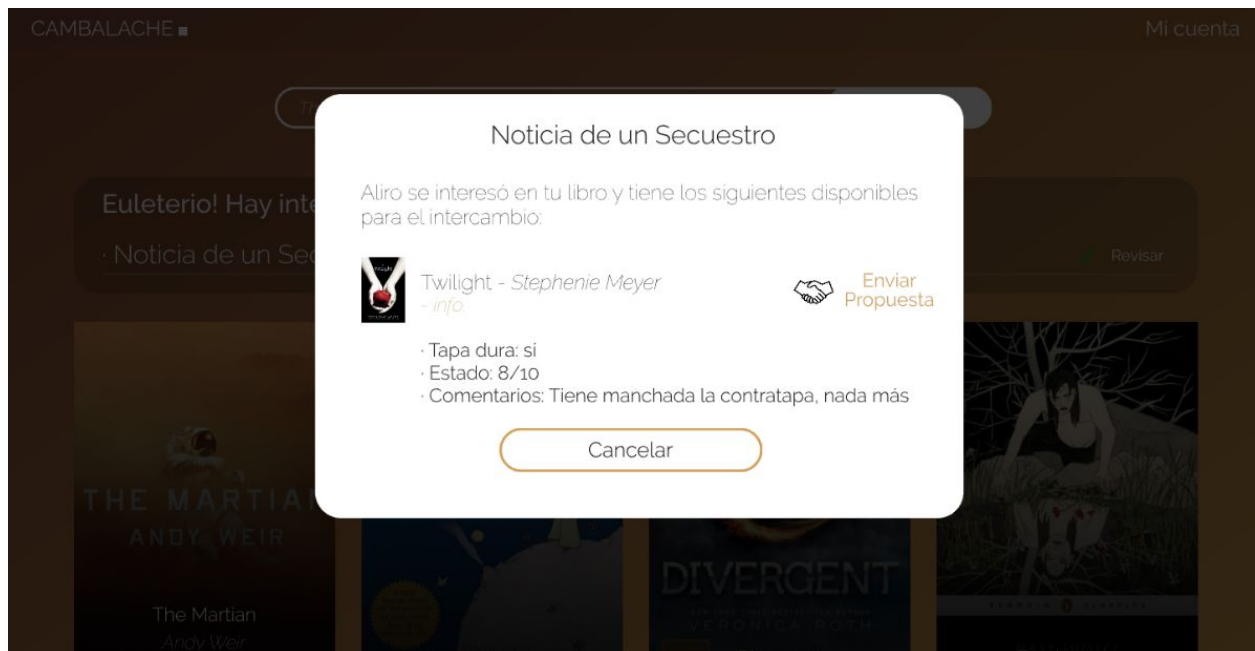 CAMBALACHE
Mi cuenta
Noticia de un Secuestro
Aliro se interesó en tu libro y tiene los siguientes disponibles
para el intercambio:
Euleterio! Hay inte
· Noticia de un Sec
Revisar
Twilight - Stephenie Meyer
- info.
Enviar
Propuesta
· Tapa dura: si
· Estado: 8/10
· Comentarios: Tiene manchada la contratapa, nada más
Cancelar
THE MARTIAN
ANDY WEIR
The Martian
Andy Weir
DIVERGENT
VERONICA ROTH